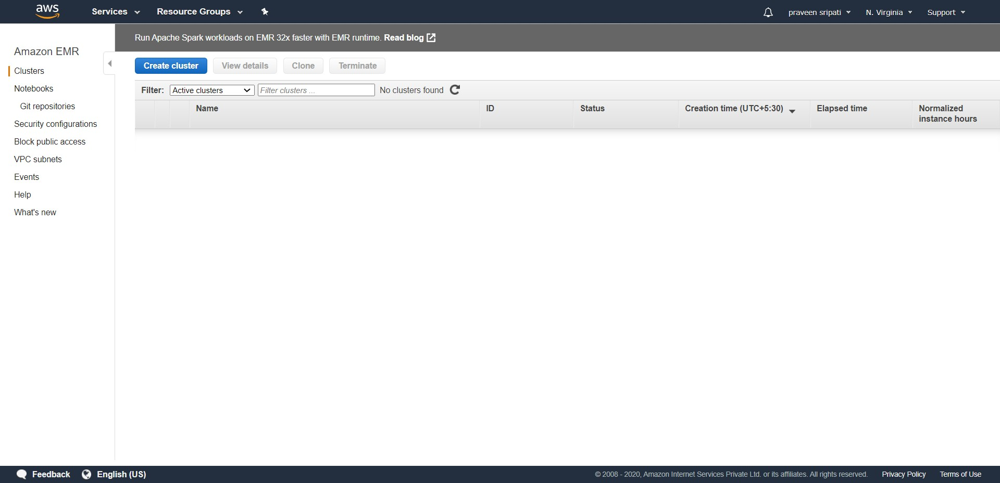 aws Services Resource Groups praveen sripati N. Virginia Support
Run Apache Spark workloads on EMR 32x faster with EMR runtime. Read blog
Amazon EMR
Clusters
Notebooks
Git repositories
Security configurations
Block public access
VPC subnets
Events
Help
What's new
Create cluster View details Clone Terminate
Filter: Active clusters Filter clusters ... No clusters found
Name ID Status Creation time (UTC+5:30) Elapsed time Normalized
instance hours
Feedback English (US) © 2008 - 2020, Amazon Internet Services Private Ltd. or its affiliates. All rights reserved. Privacy Policy Terms of Use